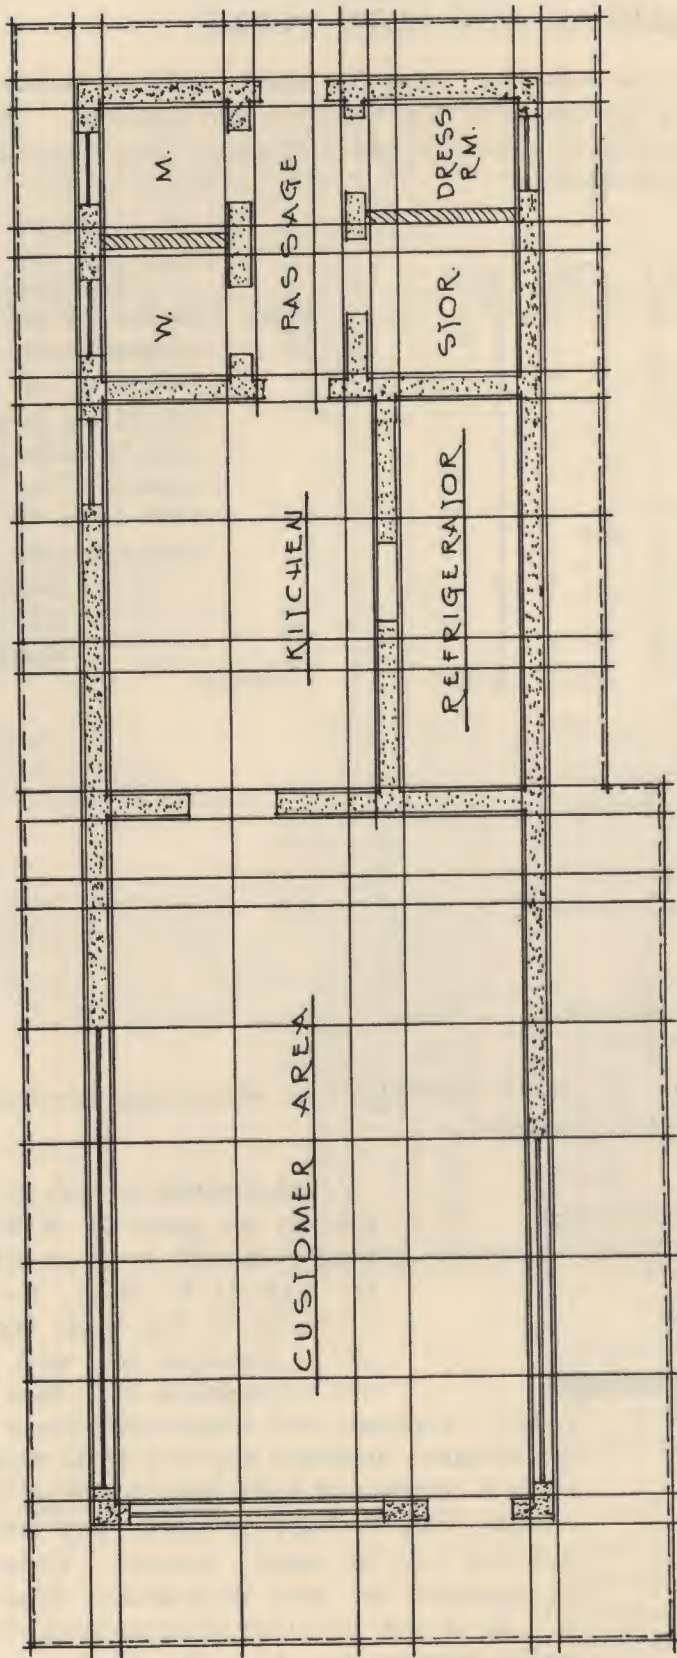 M.
W.
PASSAGE
DRESS
RM.
STOR.
KITCHEN
REFRIGERATOR
CUSTOMER AREA